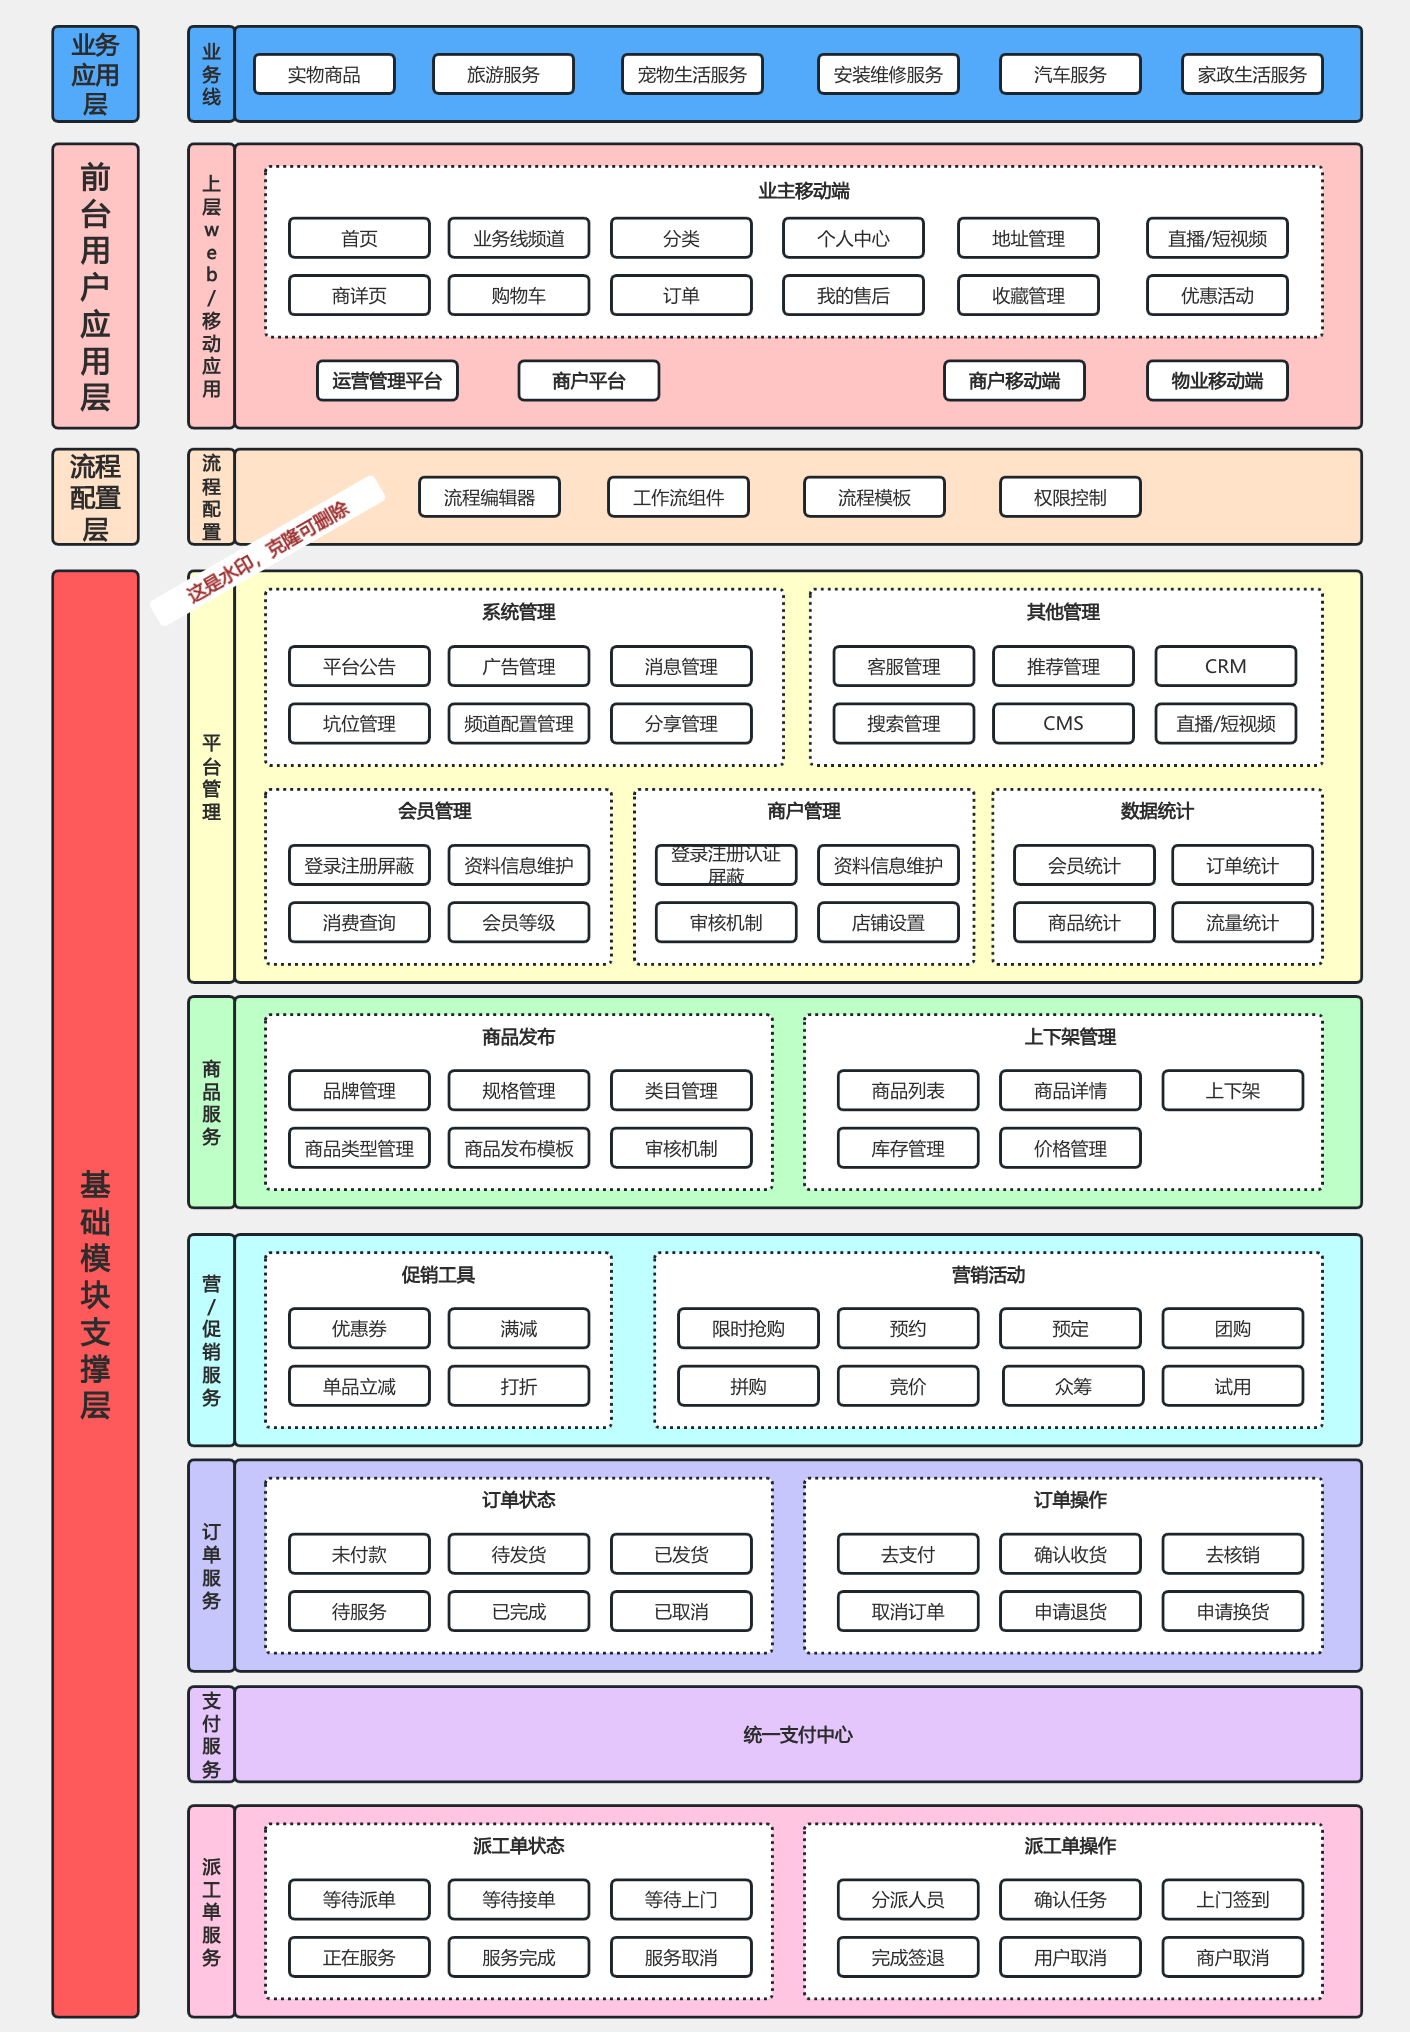 业务
应用
层
业务线
实物商品
旅游服务
宠物生活服务
安装维修服务
汽车服务
家政生活服务
前台用户应用层
上层web/移动应用
业主移动端
首页
业务线频道
分类
个人中心
地址管理
直播/短视频
商详页
购物车
订单
我的售后
收藏管理
优惠活动
运营管理平台
商户平台
商户移动端
物业移动端
流程
配置
层
流程配置
流程编辑器
工作流组件
流程模板
权限控制
这是水印，克隆可删除
基础模块支撑层
平台管理
系统管理
平台公告
广告管理
消息管理
坑位管理
频道配置管理
分享管理
其他管理
客服管理
推荐管理
CRM
搜索管理
CMS
直播/短视频
会员管理
登录注册屏蔽
资料信息维护
消费查询
会员等级
商户管理
登录注册认证
屏蔽
资料信息维护
审核机制
店铺设置
数据统计
会员统计
订单统计
商品统计
流量统计
商品服务
商品发布
品牌管理
规格管理
类目管理
商品类型管理
商品发布模板
审核机制
上下架管理
商品列表
商品详情
上下架
库存管理
价格管理
营/促销服务
促销工具
优惠券
满减
单品立减
打折
营销活动
限时抢购
预约
预定
团购
拼购
竞价
众筹
试用
订单服务
订单状态
未付款
待发货
已发货
待服务
已完成
已取消
订单操作
去支付
确认收货
去核销
取消订单
申请退货
申请换货
支付服务
统一支付中心
派工单服务
派工单状态
等待派单
等待接单
等待上门
正在服务
服务完成
服务取消
派工单操作
分派人员
确认任务
上门签到
完成签退
用户取消
商户取消